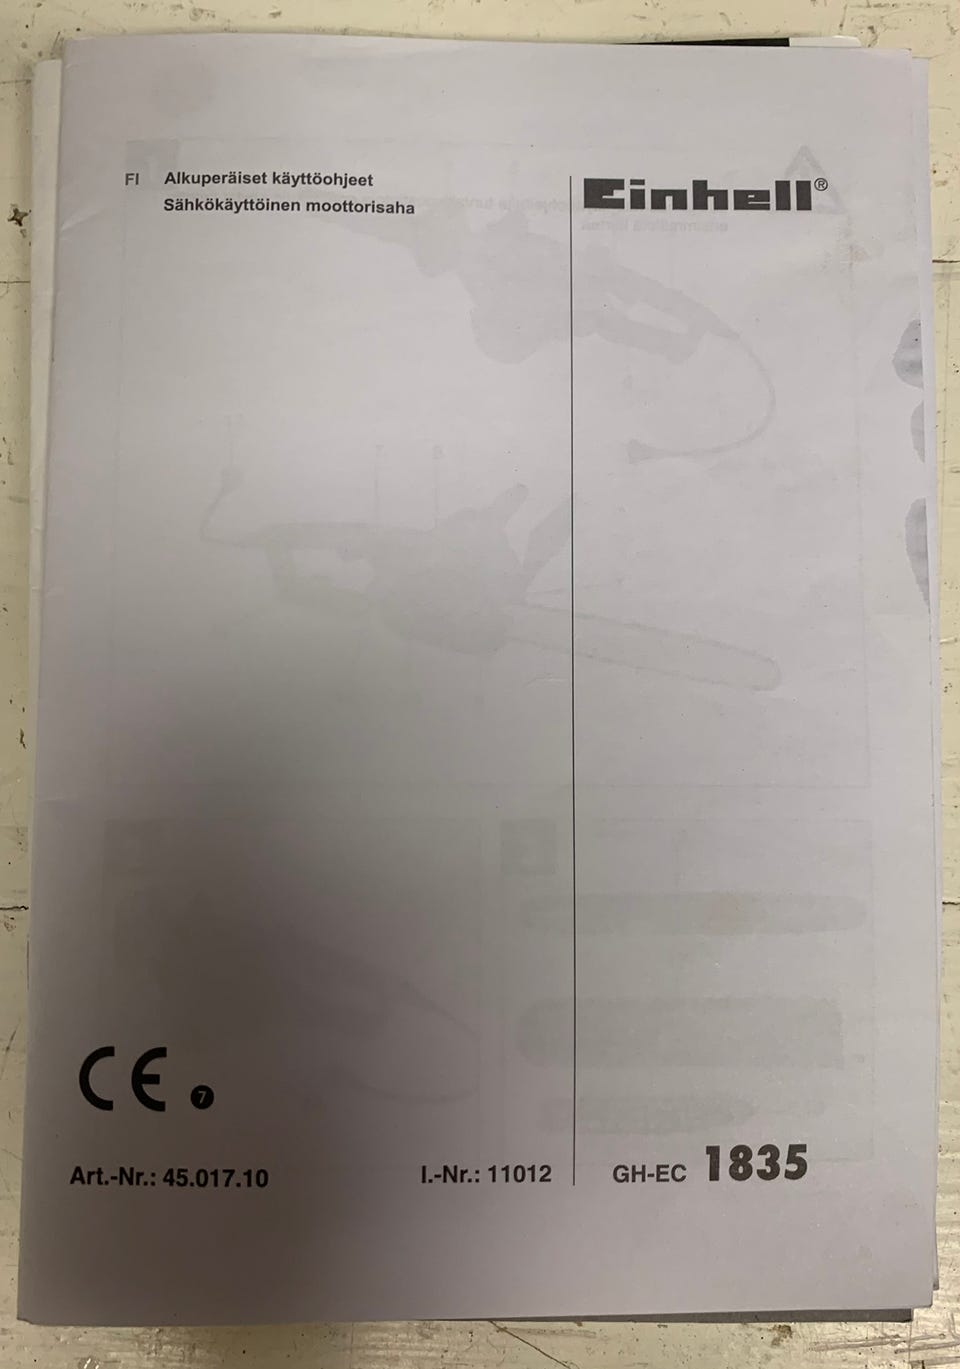 FI Alkuperäiset käyttöohjeet
Sähkökäyttöinen moottorisaha
Einhell®
CE 7
Art.-Nr.: 45.017.10
I.-Nr.: 11012
GH-EC 1835